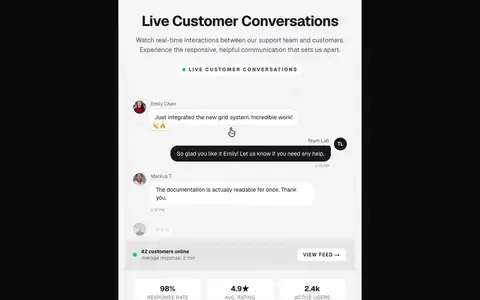 Live Customer Conversations
Watch real-time interactions between our support team and customers.
Experience the responsive, helpful communication that sets us apart.
LIVE CUSTOMER CONVERSATIONS
Emily Chen
Just integrated the new grid system. Incredible work!
👏🔥
Team Lab
So glad you like it Emily! Let us know if you need any help.
TL
Markus T.
The documentation is actually readable for once. Thank
you.
42 customers online
Average response: 2 min
VIEW FEED →
98%
RESPONSE RATE
4.9★
AVG. RATING
2.4k
ACTIVE USERS